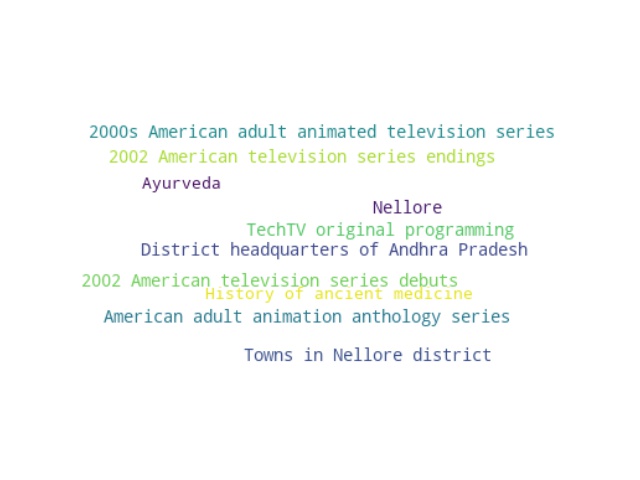 2000s American adult animated television series
2002 American television series endings
Ayurveda
Nellore
TechTV original programming
District headquarters of Andhra Pradesh
2002 American television series debuts
History of ancient medicine
American adult animation anthology series
Towns in Nellore district